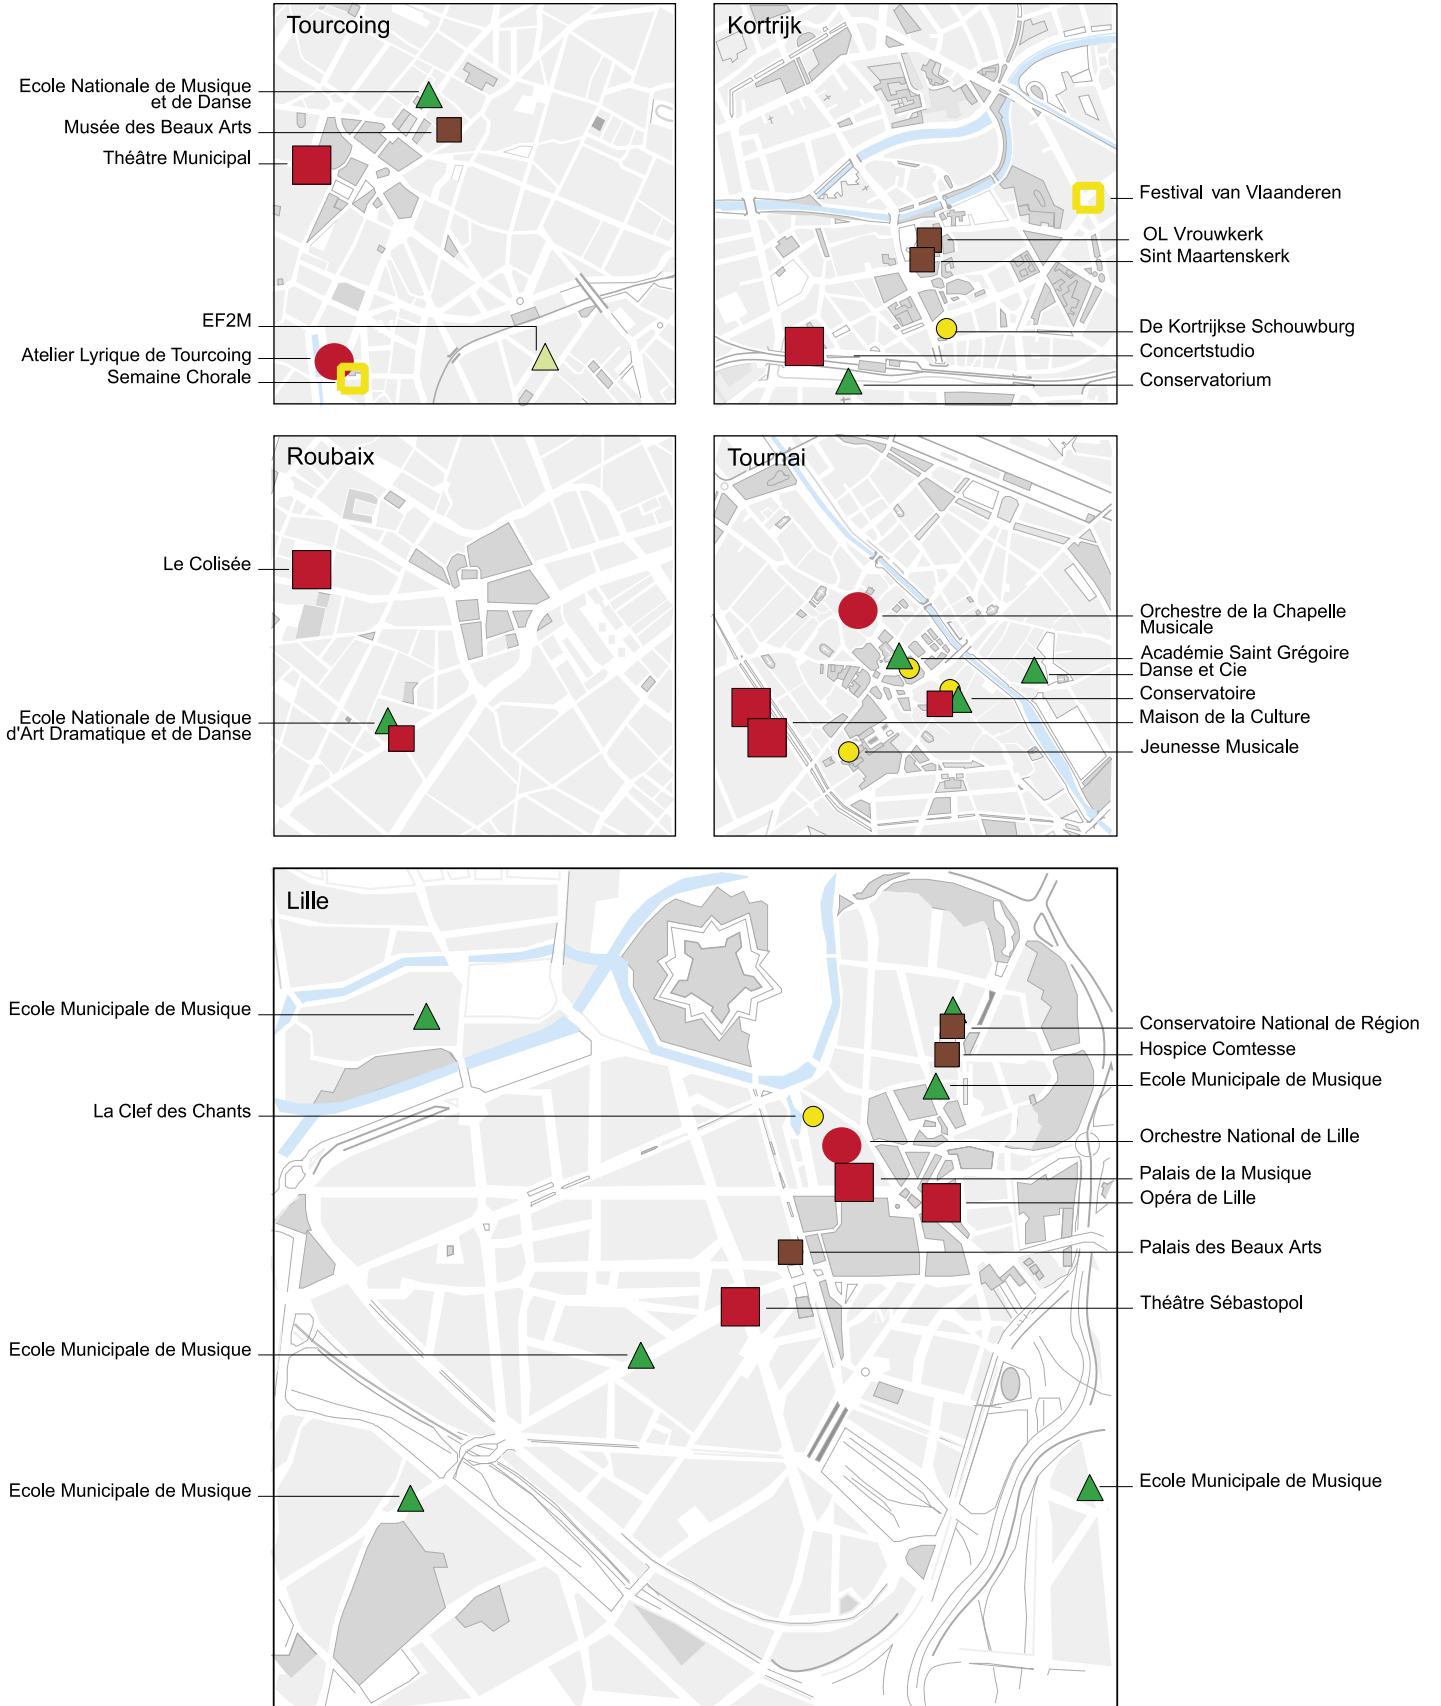 Tourcoing
Ecole Nationale de Musique
et de Danse
Musée des Beaux Arts
Théâtre Municipal
EF2M
Atelier Lyrique de Tourcoing
Semaine Chorale
Kortrijk
Festival van Vlaanderen
OL Vrouwkerk
Sint Maartenskerk
De Kortrijkse Schouwburg
Concertstudio
Conservatorium
Roubaix
Le Colisée
Ecole Nationale de Musique
d'Art Dramatique et de Danse
Tournai
Orchestre de la Chapelle
Musicale
Académie Saint Grégoire
Danse et Cie
Conservatoire
Maison de la Culture
Jeunesse Musicale
Lille
Ecole Municipale de Musique
La Clef des Chants
Ecole Municipale de Musique
Ecole Municipale de Musique
Conservatoire National de Région
Hospice Comtesse
Ecole Municipale de Musique
Orchestre National de Lille
Palais de la Musique
Opéra de Lille
Palais des Beaux Arts
Théâtre Sébastopol
Ecole Municipale de Musique